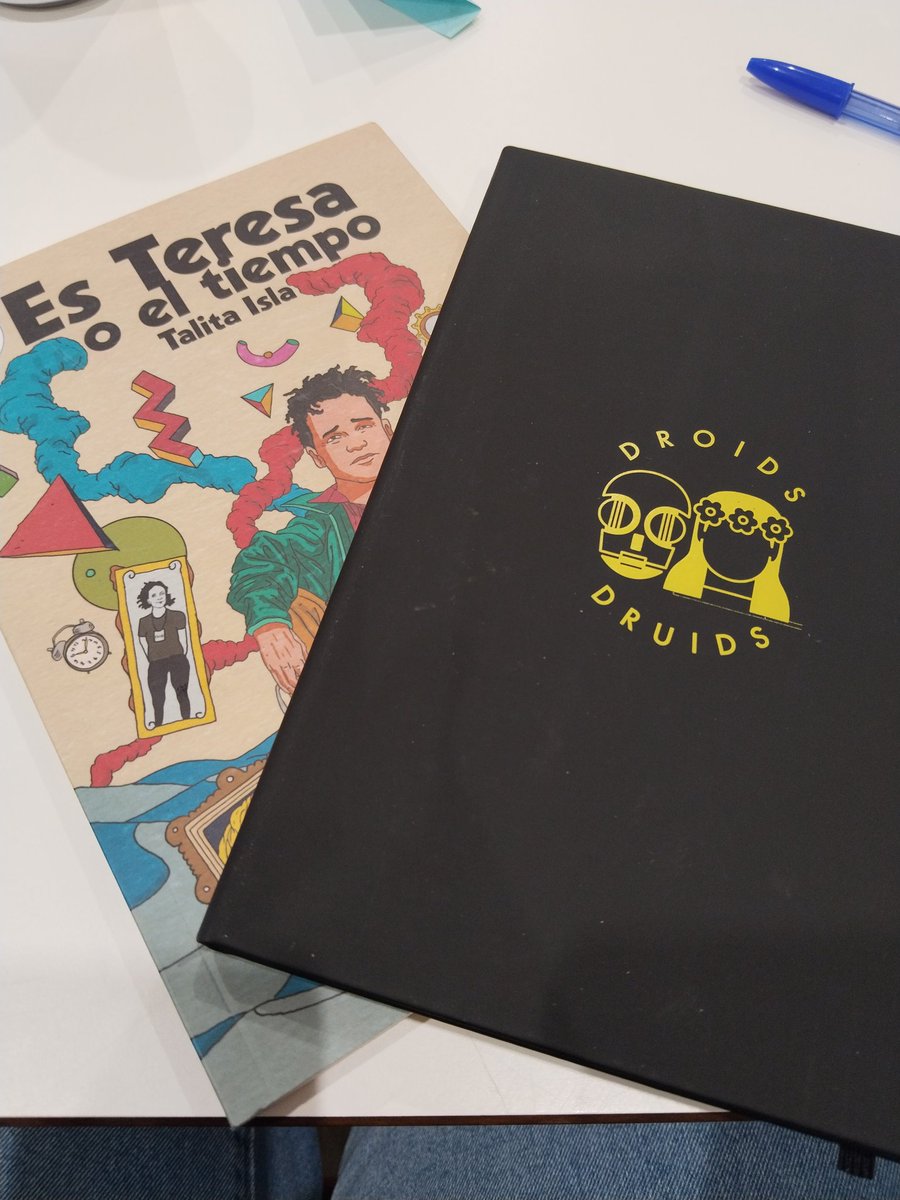 Es Teresa
o el tiempo
Talita Isla
DROIDS
DRUIDS